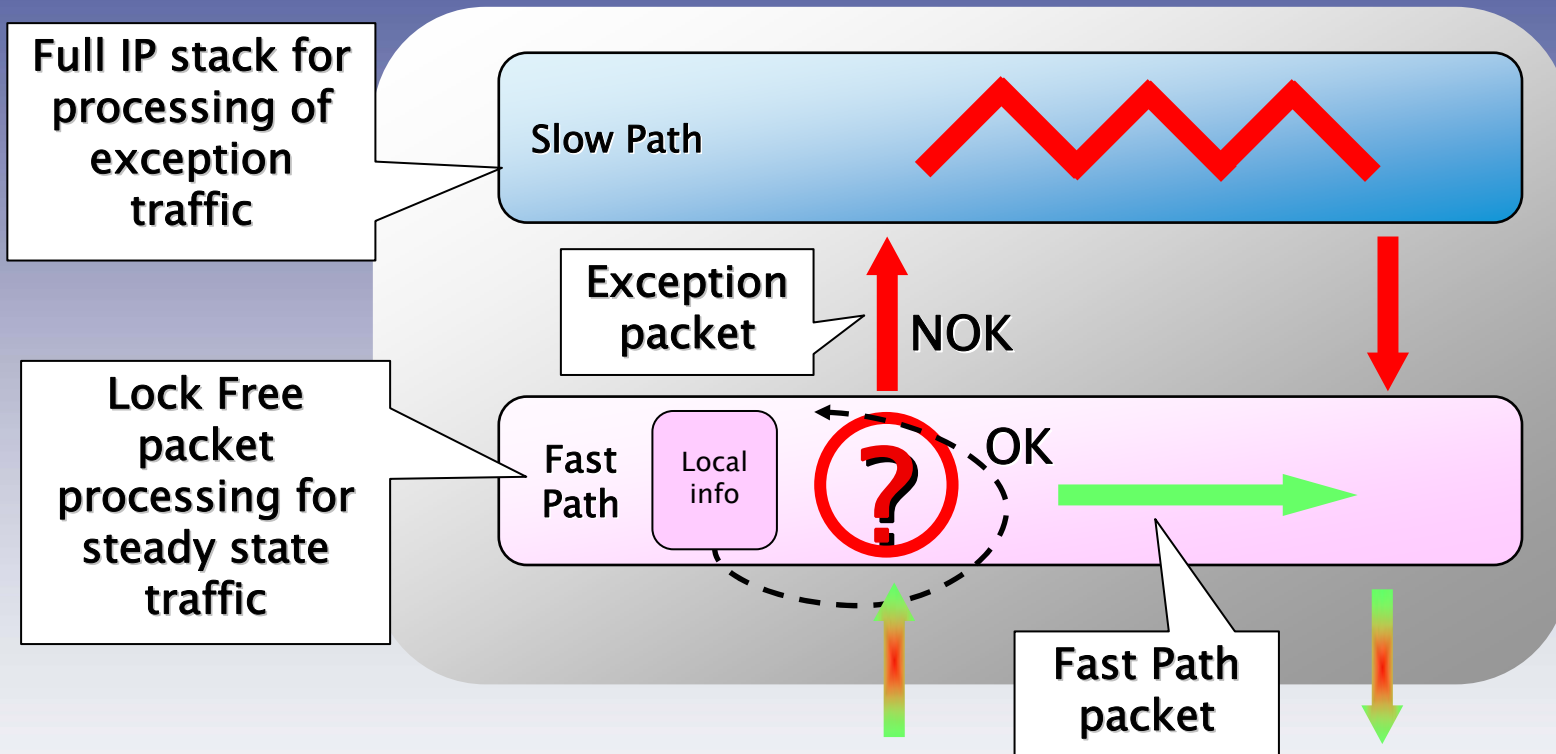 Full IP stack for
processing of
exception
traffic
Slow Path
Exception
packet
NOK
Lock Free
packet
processing for
steady state
traffic
Fast
Path
Local
info
?
OK
Fast Path
packet